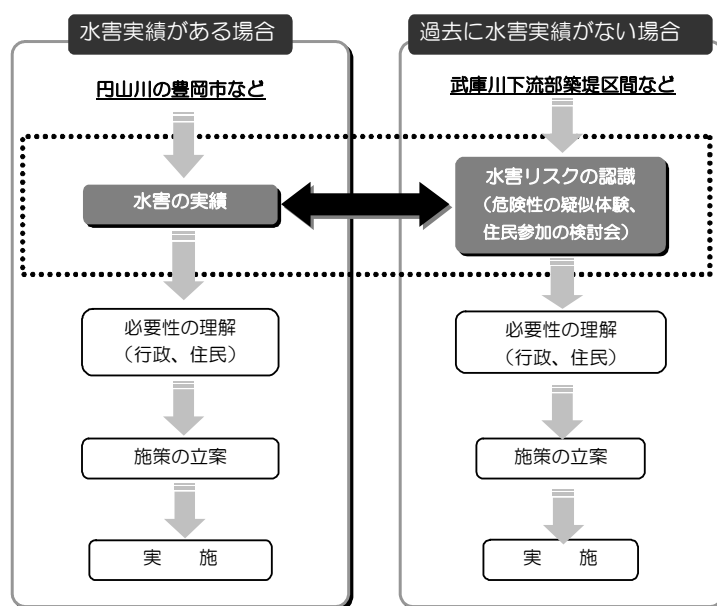 水害実績がある場合
円山川の豊岡市など
水害の実績
必要性の理解
（行政、住民）
施策の立案
実　施
過去に水害実績がない場合
武庫川下流部築堤区間など
水害リスクの認識
（危険性の疑似体験、
住民参加の検討会）
必要性の理解
（行政、住民）
施策の立案
実　施